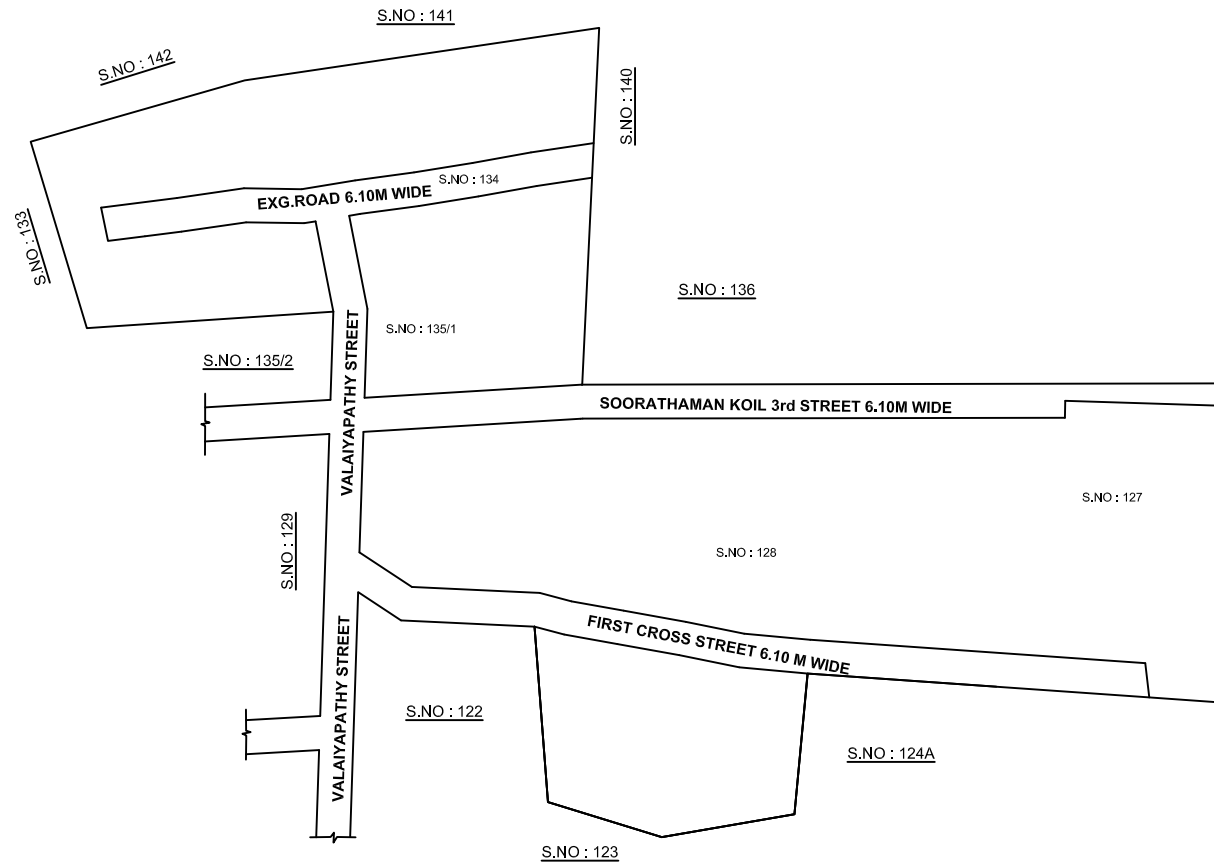 S.NO : 141
S.NO : 142
S.NO : 140
S.NO : 134
EXG.ROAD 6.10M WIDE
S.NO : 133
S.NO : 136
S.NO : 135/1
VALAIYAPATHY STREET
S.NO : 135/2
SOORATHAMAN KOIL 3rd STREET 6.10M WIDE
S.NO : 127
S.NO : 129
S.NO : 128
FIRST CROSS STREET 6.10 M WIDE
VALAIYAPATHY STREET
S.NO : 122
S.NO : 124A
S.NO : 123